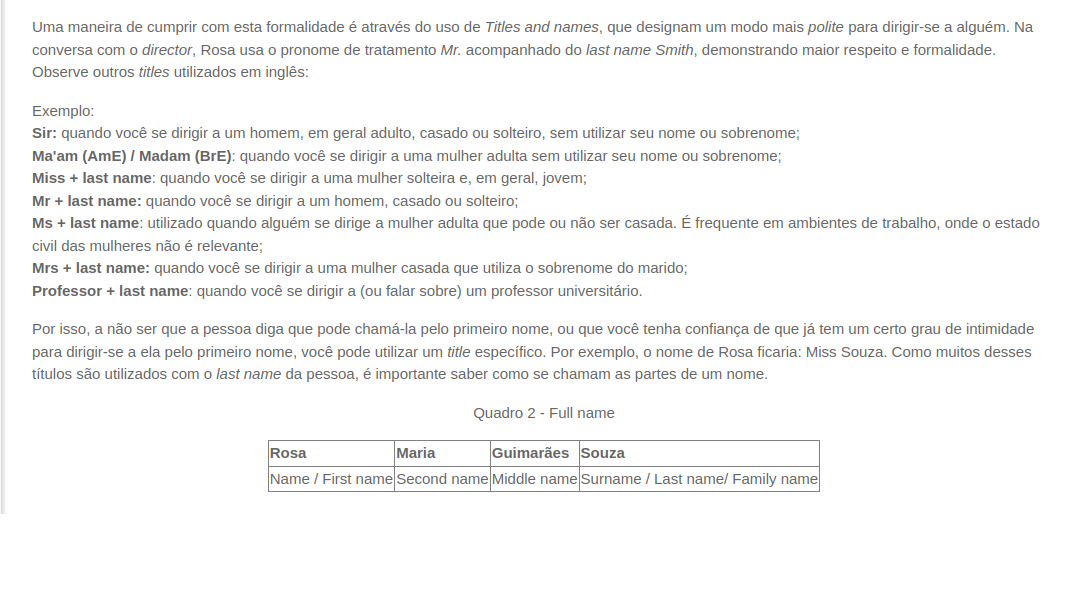 Uma maneira de cumprir com esta formalidade é através do uso de Titles and names, que designam um modo mais polite para dirigir-se a alguém. Na
conversa com o director, Rosa usa o pronome de tratamento Mr. acompanhado do last name Smith, demonstrando maior respeito e formalidade.
Observe outros titles utilizados em inglês:
Exemplo:
Sir: quando você se dirigir a um homem, em geral adulto, casado ou solteiro, sem utilizar seu nome ou sobrenome;
Ma'am (AmE) / Madam (BrE): quando você se dirigir a uma mulher adulta sem utilizar seu nome ou sobrenome;
Miss + last name: quando você se dirigir a uma mulher solteira e, em geral, jovem;
Mr + last name: quando você se dirigir a um homem, casado ou solteiro;
Ms + last name: utilizado quando alguém se dirige a mulher adulta que pode ou não ser casada. É frequente em ambientes de trabalho, onde o estado
civil das mulheres não é relevante;
Mrs + last name: quando você se dirigir a uma mulher casada que utiliza o sobrenome do marido;
Professor + last name: quando você se dirigir a (ou falar sobre) um professor universitário.
Por isso, a não ser que a pessoa diga que pode chamá-la pelo primeiro nome, ou que você tenha confiança de que já tem um certo grau de intimidade
para dirigir-se a ela pelo primeiro nome, você pode utilizar um title específico. Por exemplo, o nome de Rosa ficaria: Miss Souza. Como muitos desses
títulos são utilizados com o last name da pessoa, é importante saber como se chamam as partes de um nome.
Quadro 2 - Full name
Rosa Maria Guimarães Souza
Name / First name Second name Middle name Surname / Last name/ Family name